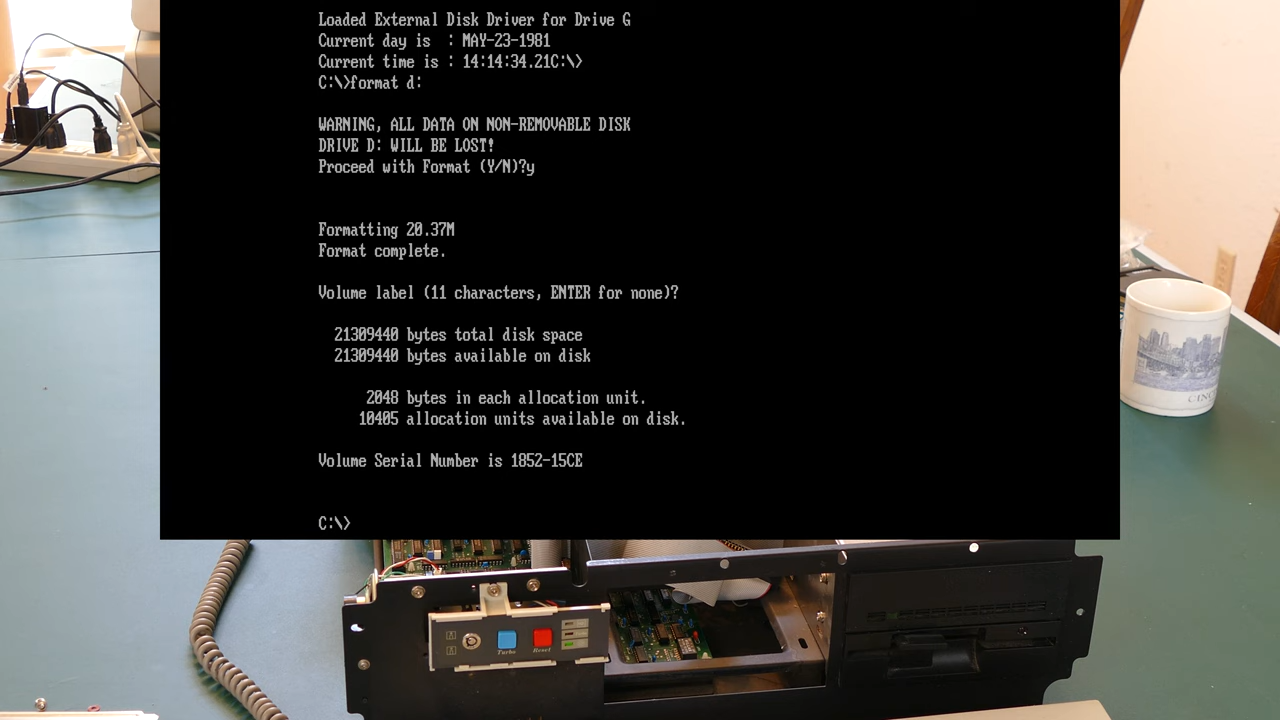 Loaded External Disk Driver for Drive G
Current day is  : MAY-23-1981
Current time is : 14:14:34.21C:\>
C:\>format d:
WARNING, ALL DATA ON NON-REMOVABLE DISK
DRIVE D: WILL BE LOST!
Proceed with Format (Y/N)?y
Formatting 20.37M
Format complete.
Volume label (11 characters, ENTER for none)?
21309440 bytes total disk space
21309440 bytes available on disk
2048 bytes in each allocation unit.
10405 allocation units available on disk.
Volume Serial Number is 1852-15CE
C:\>
Turbo
Reset